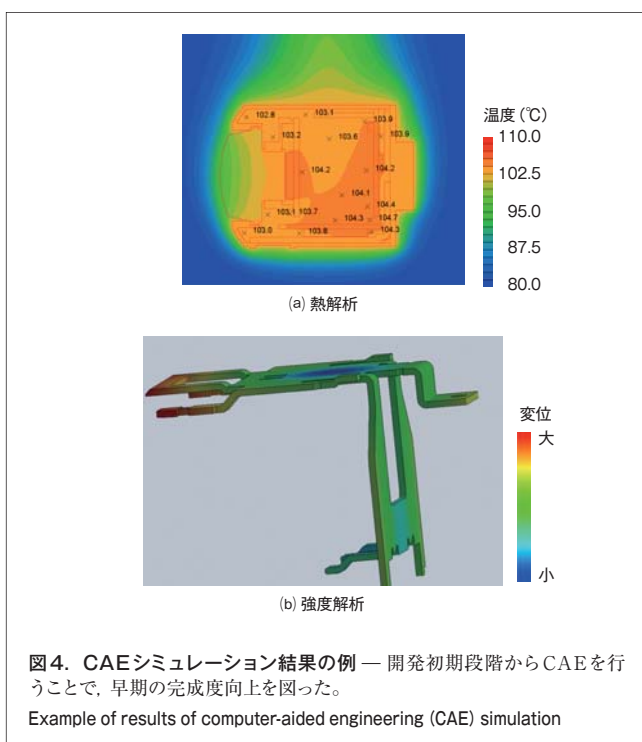 102.8
103.1
103.9
103.2
103.6
103.9
104.2
104.2
104.1
104.4
103.1
103.7
104.3
104.7
103.0
103.8
104.3
温度(℃)
110.0
102.5
95.0
87.5
80.0
(a) 熱解析
変位
大
小
(b) 強度解析
図4. CAEシミュレーション結果の例 — 開発初期段階からCAEを行
うことで, 早期の完成度向上を図った。
Example of results of computer-aided engineering (CAE) simulation